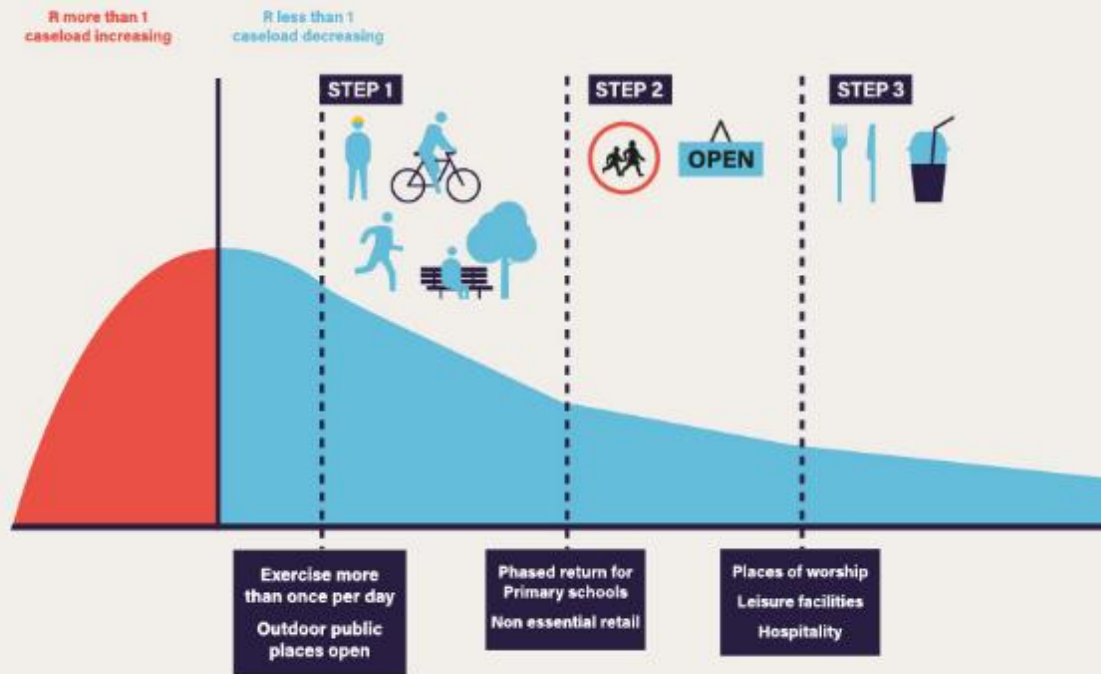 R more than 1
caseload increasing
R less than 1
caseload decreasing
STEP 1
STEP 2
STEP 3
OPEN
Exercise more
than once per day
Outdoor public
places open
Phased return for
Primary schools
Non essential retail
Places of worship
Leisure facilities
Hospitality